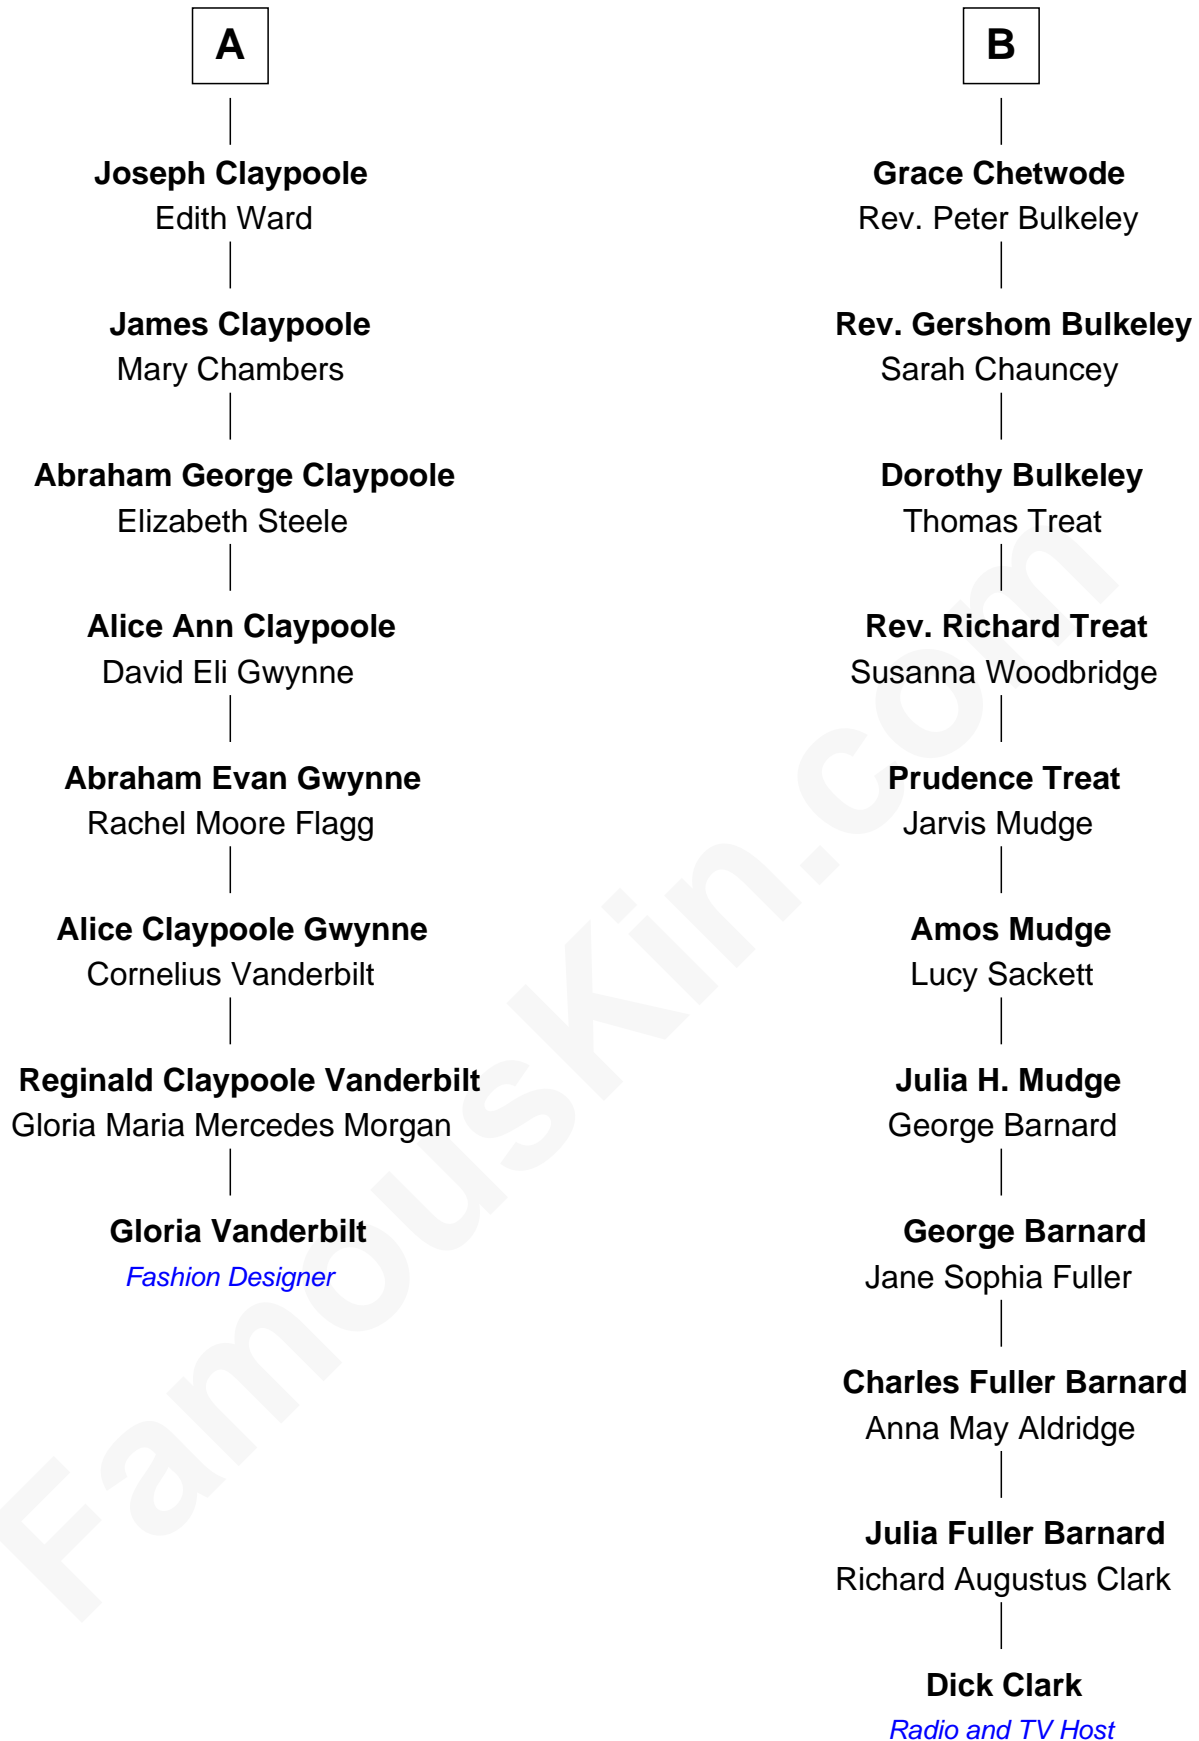 A
Joseph Claypoole
Edith Ward
James Claypoole
Mary Chambers
Abraham George Claypoole
Elizabeth Steele
Alice Ann Claypoole
David Eli Gwynne
Abraham Evan Gwynne
Rachel Moore Flagg
Alice Claypoole Gwynne
Cornelius Vanderbilt
Reginald Claypoole Vanderbilt
Gloria Maria Mercedes Morgan
Gloria Vanderbilt
Fashion Designer
B
Grace Chetwode
Rev. Peter Bulkeley
Rev. Gershom Bulkeley
Sarah Chauncey
Dorothy Bulkeley
Thomas Treat
Rev. Richard Treat
Susanna Woodbridge
Prudence Treat
Jarvis Mudge
Amos Mudge
Lucy Sackett
Julia H. Mudge
George Barnard
George Barnard
Jane Sophia Fuller
Charles Fuller Barnard
Anna May Aldridge
Julia Fuller Barnard
Richard Augustus Clark
Dick Clark
Radio and TV Host
FamousKin.com